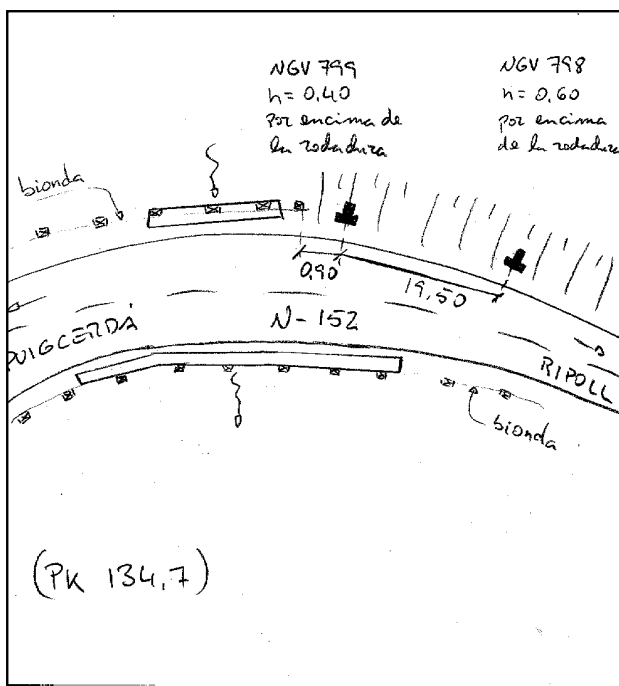 NGV 799
h = 0,40
por encima de
la rodadura
NGV 798
h = 0,60
por encima
de la rodadura
bionda
0,90
19,50
PUIGCERDÁ
N-152
RIPOLL
bionda
(PK 134,7)